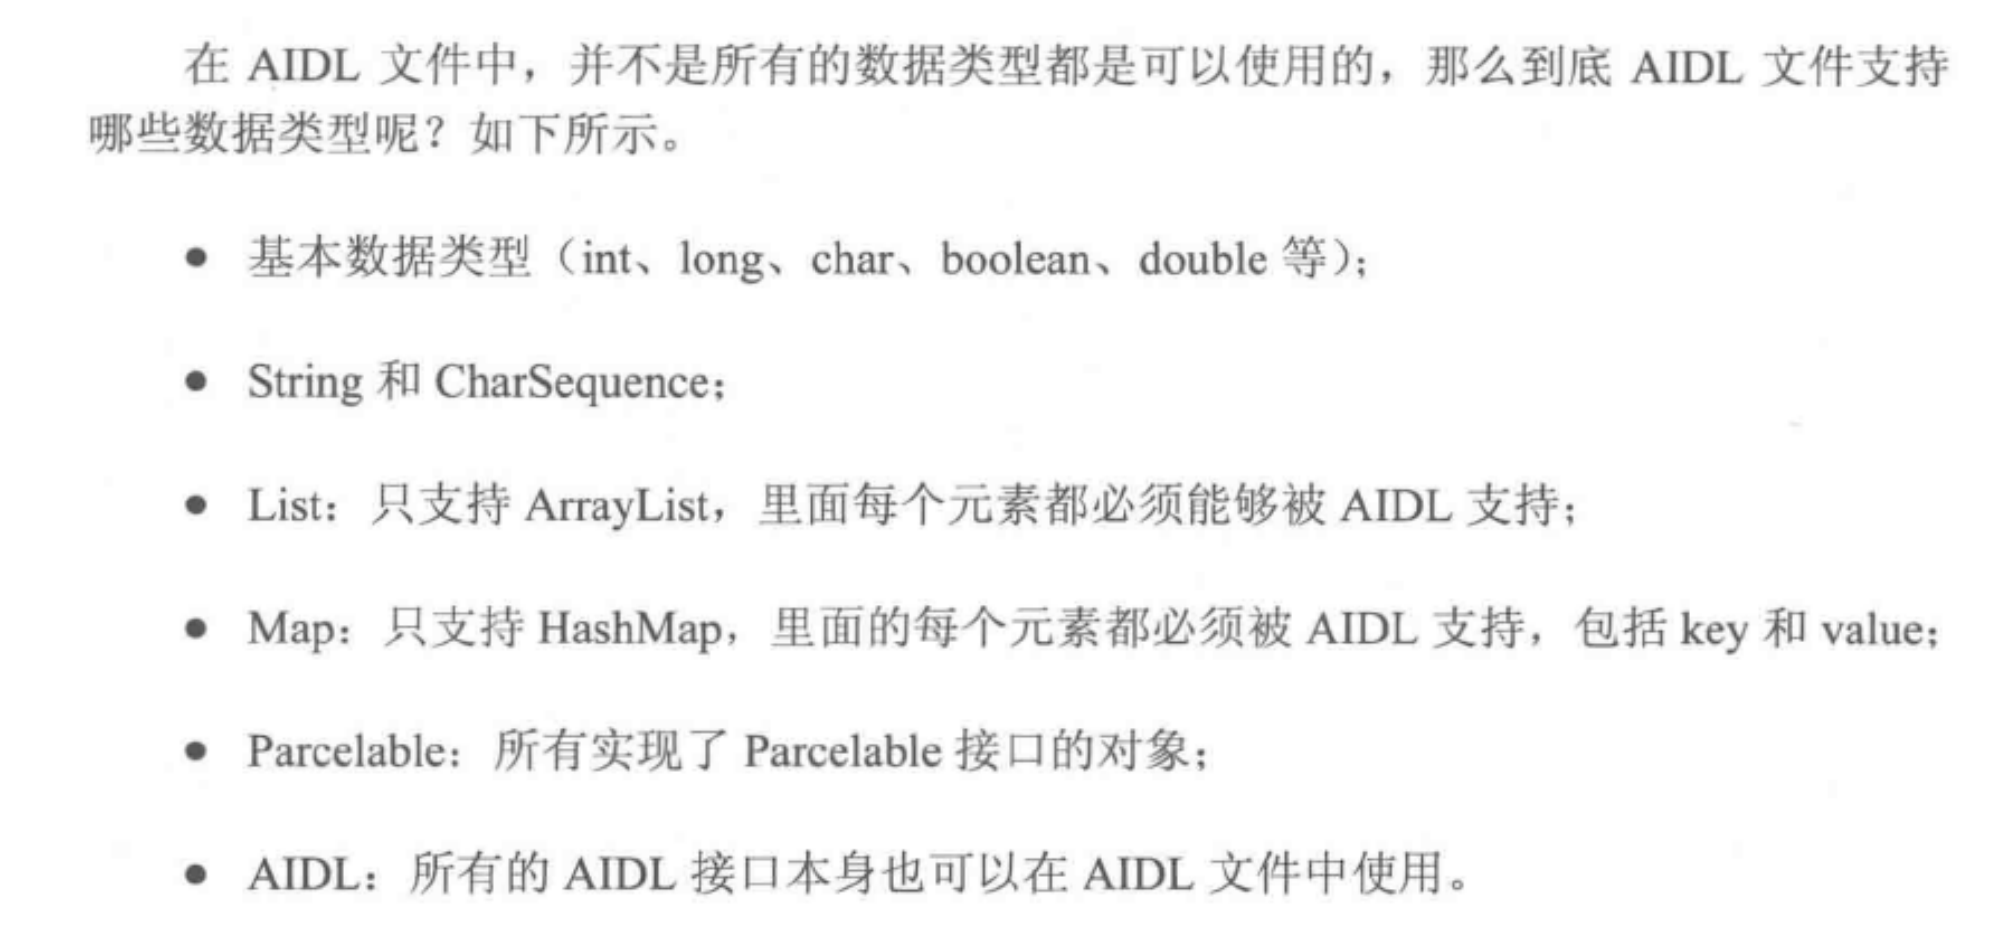 在 AIDL 文件中，并不是所有的数据类型都是可以使用的，那么到底 AIDL 文件支持
哪些数据类型呢？如下所示。
● 基本数据类型（int、long、char、boolean、double 等）；
● String 和 CharSequence；
● List：只支持 ArrayList，里面每个元素都必须能够被 AIDL 支持；
● Map：只支持 HashMap，里面的每个元素都必须被 AIDL 支持，包括 key 和 value；
● Parcelable：所有实现了 Parcelable 接口的对象；
● AIDL：所有的 AIDL 接口本身也可以在 AIDL 文件中使用。